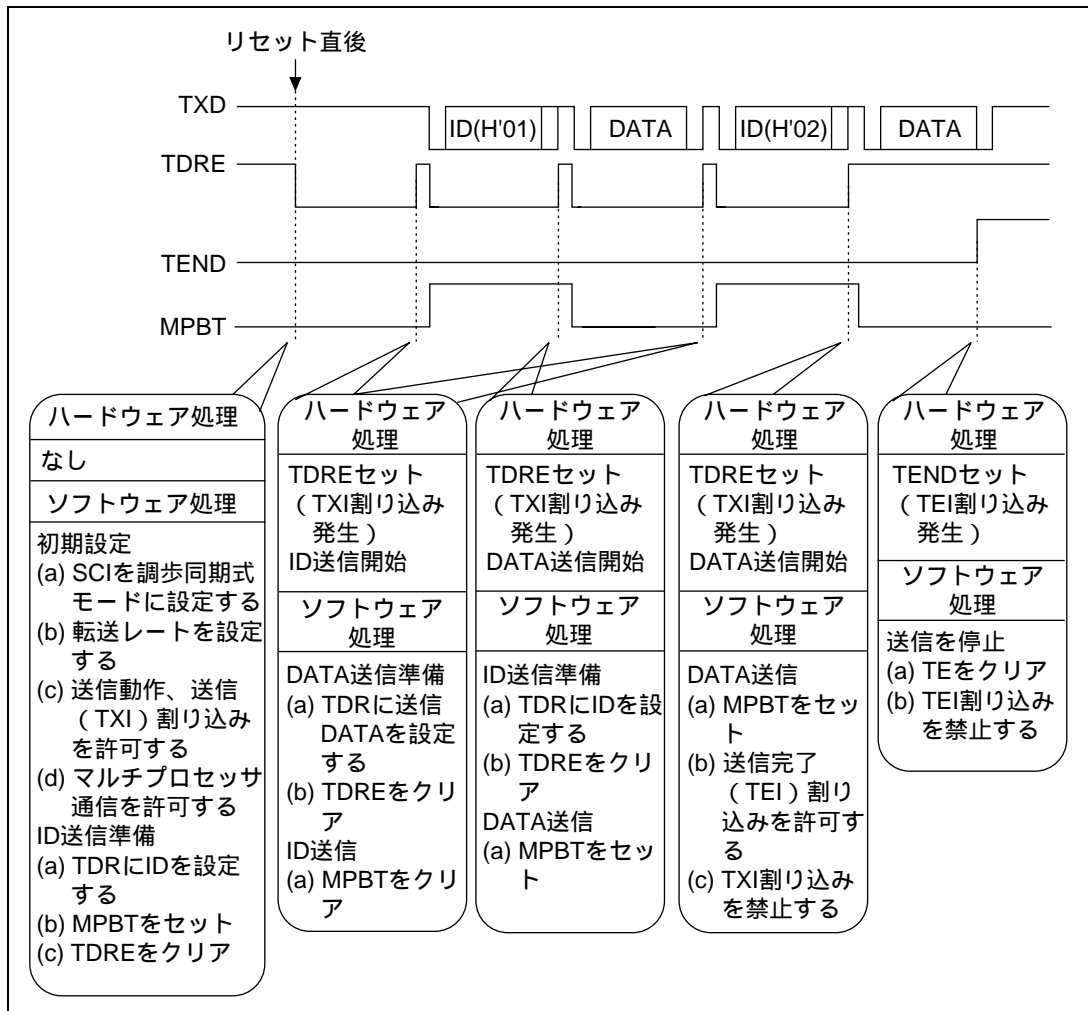 リセット直後
TXD
ID(H'01)
DATA
ID(H'02)
DATA
TDRE
TEND
MPBT
ハードウェア処理
なし
ソフトウェア処理
初期設定
(a) SCIを調歩同期式
モードに設定する
(b) 転送レートを設定
する
(c) 送信動作、送信
（TXI）割り込み
を許可する
(d) マルチプロセッサ
通信を許可する
ID送信準備
(a) TDRにIDを設定
する
(b) MPBTをセット
(c) TDREをクリア
ハードウェア
処理
TDREセット
（TXI割り込み
発生）
ID送信開始
ソフトウェア
処理
DATA送信準備
(a) TDRに送信
DATAを設定
する
(b) TDREをクリ
ア
ID送信
(a) MPBTをクリ
ア
ハードウェア
処理
TDREセット
（TXI割り込み
発生）
DATA送信開始
ソフトウェア
処理
ID送信準備
(a) TDRにIDを設
定する
(b) TDREをクリ
ア
DATA送信
(a) MPBTをセッ
ト
ハードウェア
処理
TDREセット
（TXI割り込み
発生）
DATA送信開始
ソフトウェア
処理
DATA送信
(a) MPBTをセッ
ト
(b) 送信完了
（TEI）割り
込みを許可す
る
(c) TXI割り込み
を禁止する
ハードウェア
処理
TENDセット
（TEI割り込み
発生）
ソフトウェア
処理
送信を停止
(a) TEをクリア
(b) TEI割り込み
を禁止する